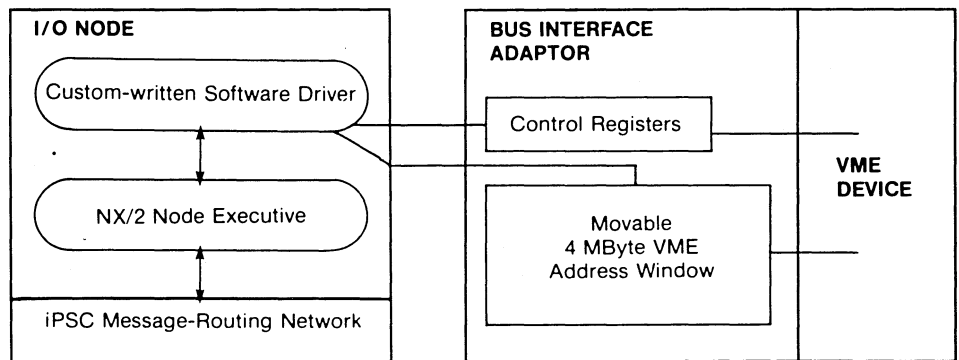 I/O NODE
Custom-written Software Driver
NX/2 Node Executive
iPSC Message-Routing Network
BUS INTERFACE
ADAPTOR
Control Registers
Movable
4 MByte VME
Address Window
VME
DEVICE